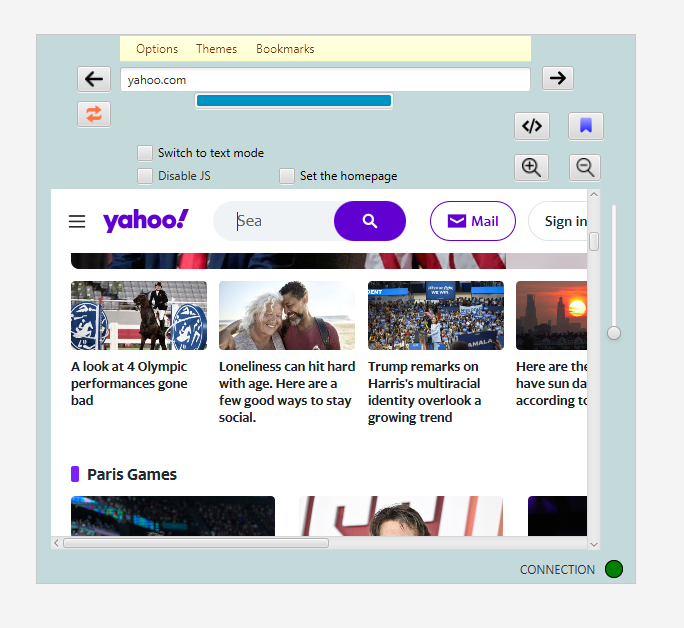 Options Themes Bookmarks
yahoo.com
</>
Switch to text mode
Disable JS Set the homepage
yahoo! Sea Mail Sign in
A look at 4 Olympic
performances gone
bad
Loneliness can hit hard
with age. Here are a
few good ways to stay
social.
Trump remarks on
Harris's multiracial
identity overlook a
growing trend
Here are the
have sun da
according to
Paris Games
CONNECTION